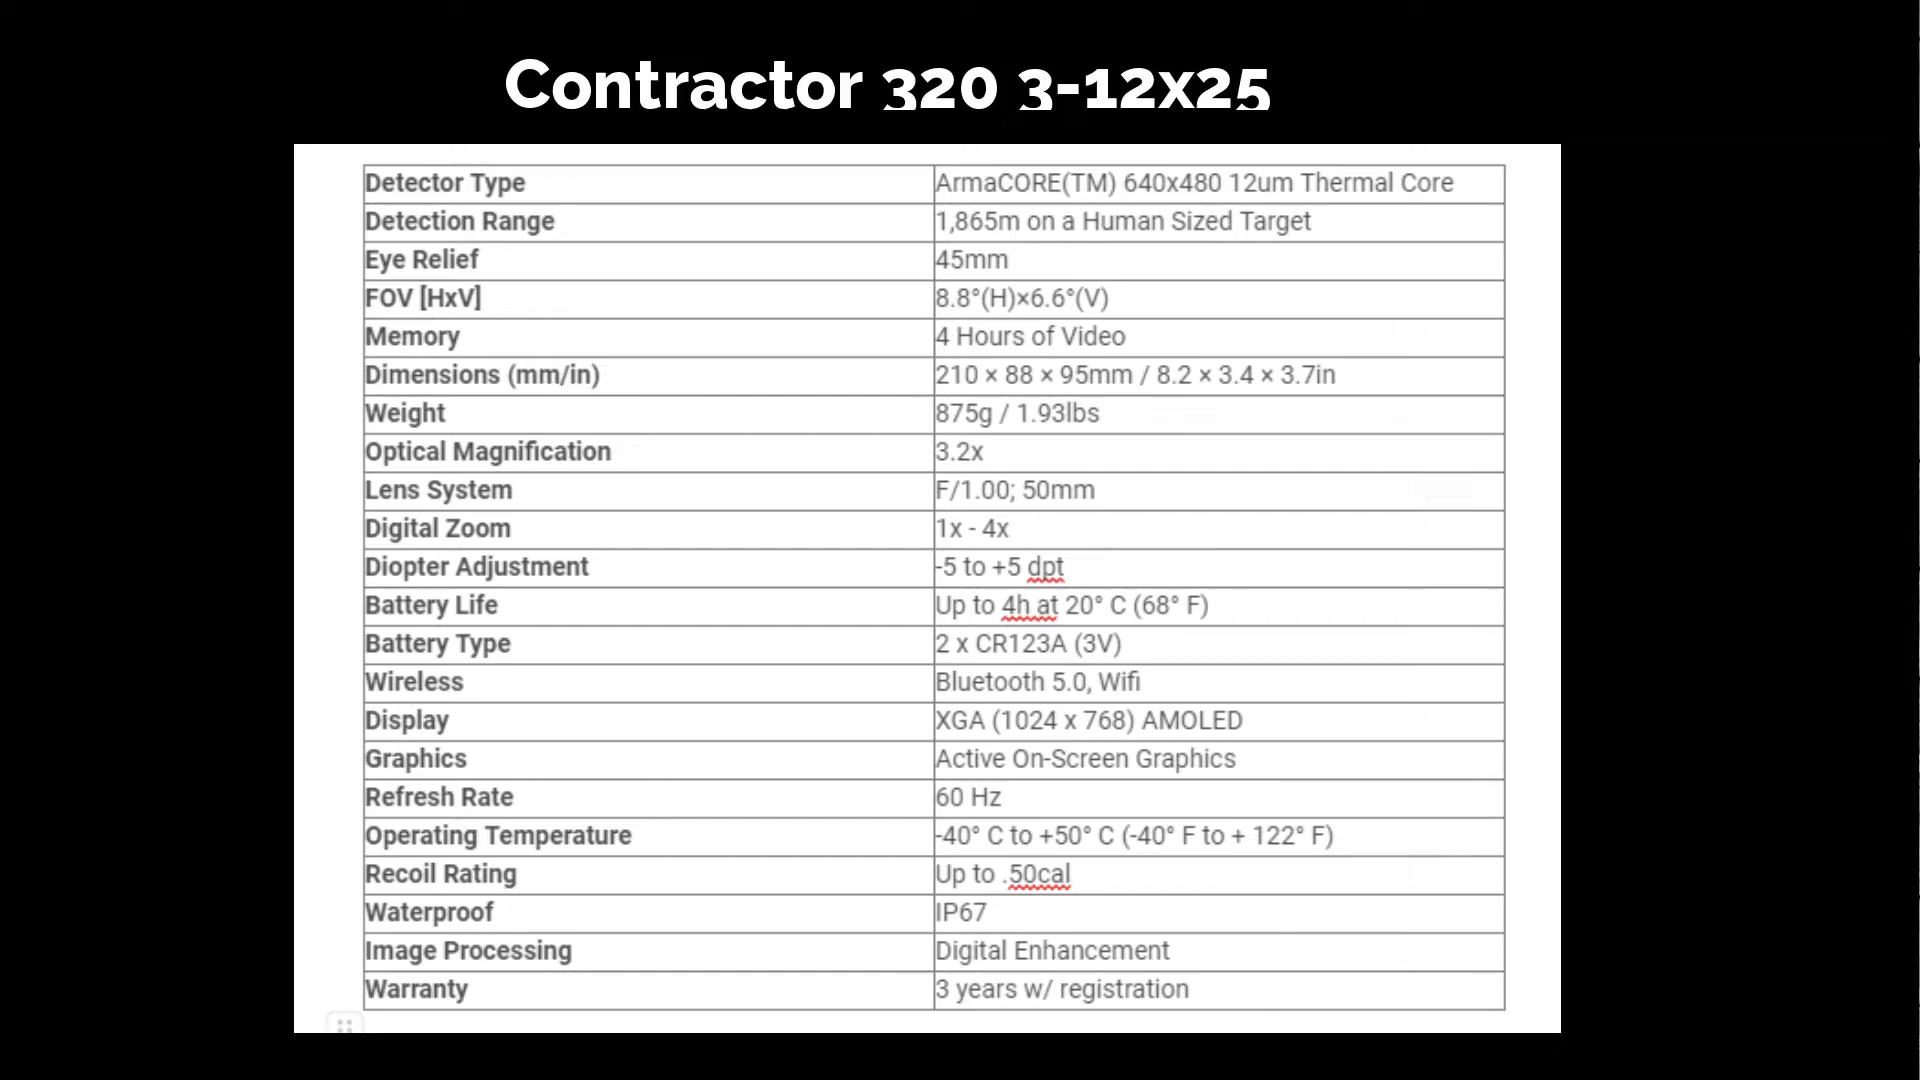 Contractor 320 3-12x25
Detector Type ArmaCORE(TM) 640x480 12um Thermal Core
Detection Range 1,865m on a Human Sized Target
Eye Relief 45mm
FOV [HxV] 8.8°(H)×6.6°(V)
Memory 4 Hours of Video
Dimensions (mm/in) 210 × 88 × 95mm / 8.2 × 3.4 × 3.7in
Weight 875g / 1.93lbs
Optical Magnification 3.2x
Lens System F/1.00; 50mm
Digital Zoom 1x - 4x
Diopter Adjustment -5 to +5 dpt
Battery Life Up to 4h at 20° C (68° F)
Battery Type 2 x CR123A (3V)
Wireless Bluetooth 5.0, Wifi
Display XGA (1024 x 768) AMOLED
Graphics Active On-Screen Graphics
Refresh Rate 60 Hz
Operating Temperature -40° C to +50° C (-40° F to + 122° F)
Recoil Rating Up to .50cal
Waterproof IP67
Image Processing Digital Enhancement
Warranty 3 years w/ registration